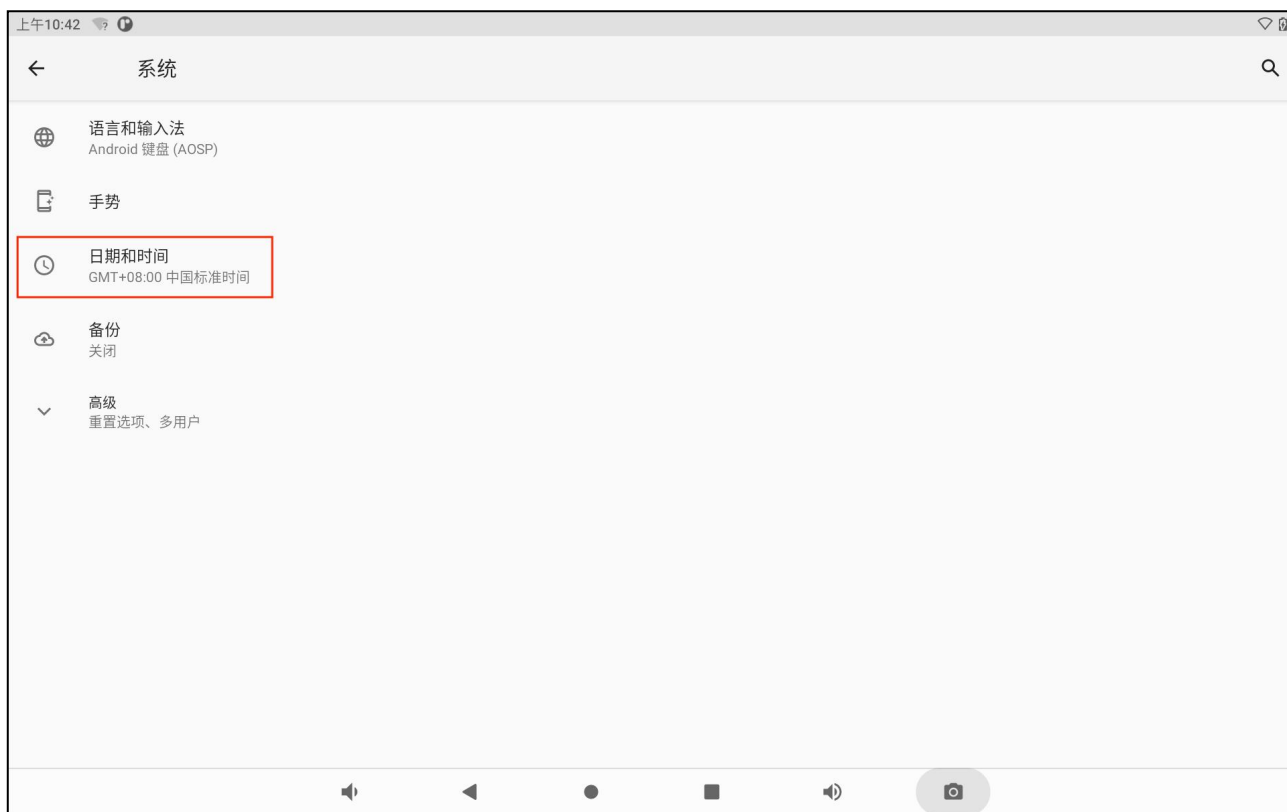 上午10:42
系统
语言和输入法
Android 键盘 (AOSP)
手势
日期和时间
GMT+08:00 中国标准时间
备份
关闭
高级
重置选项、多用户